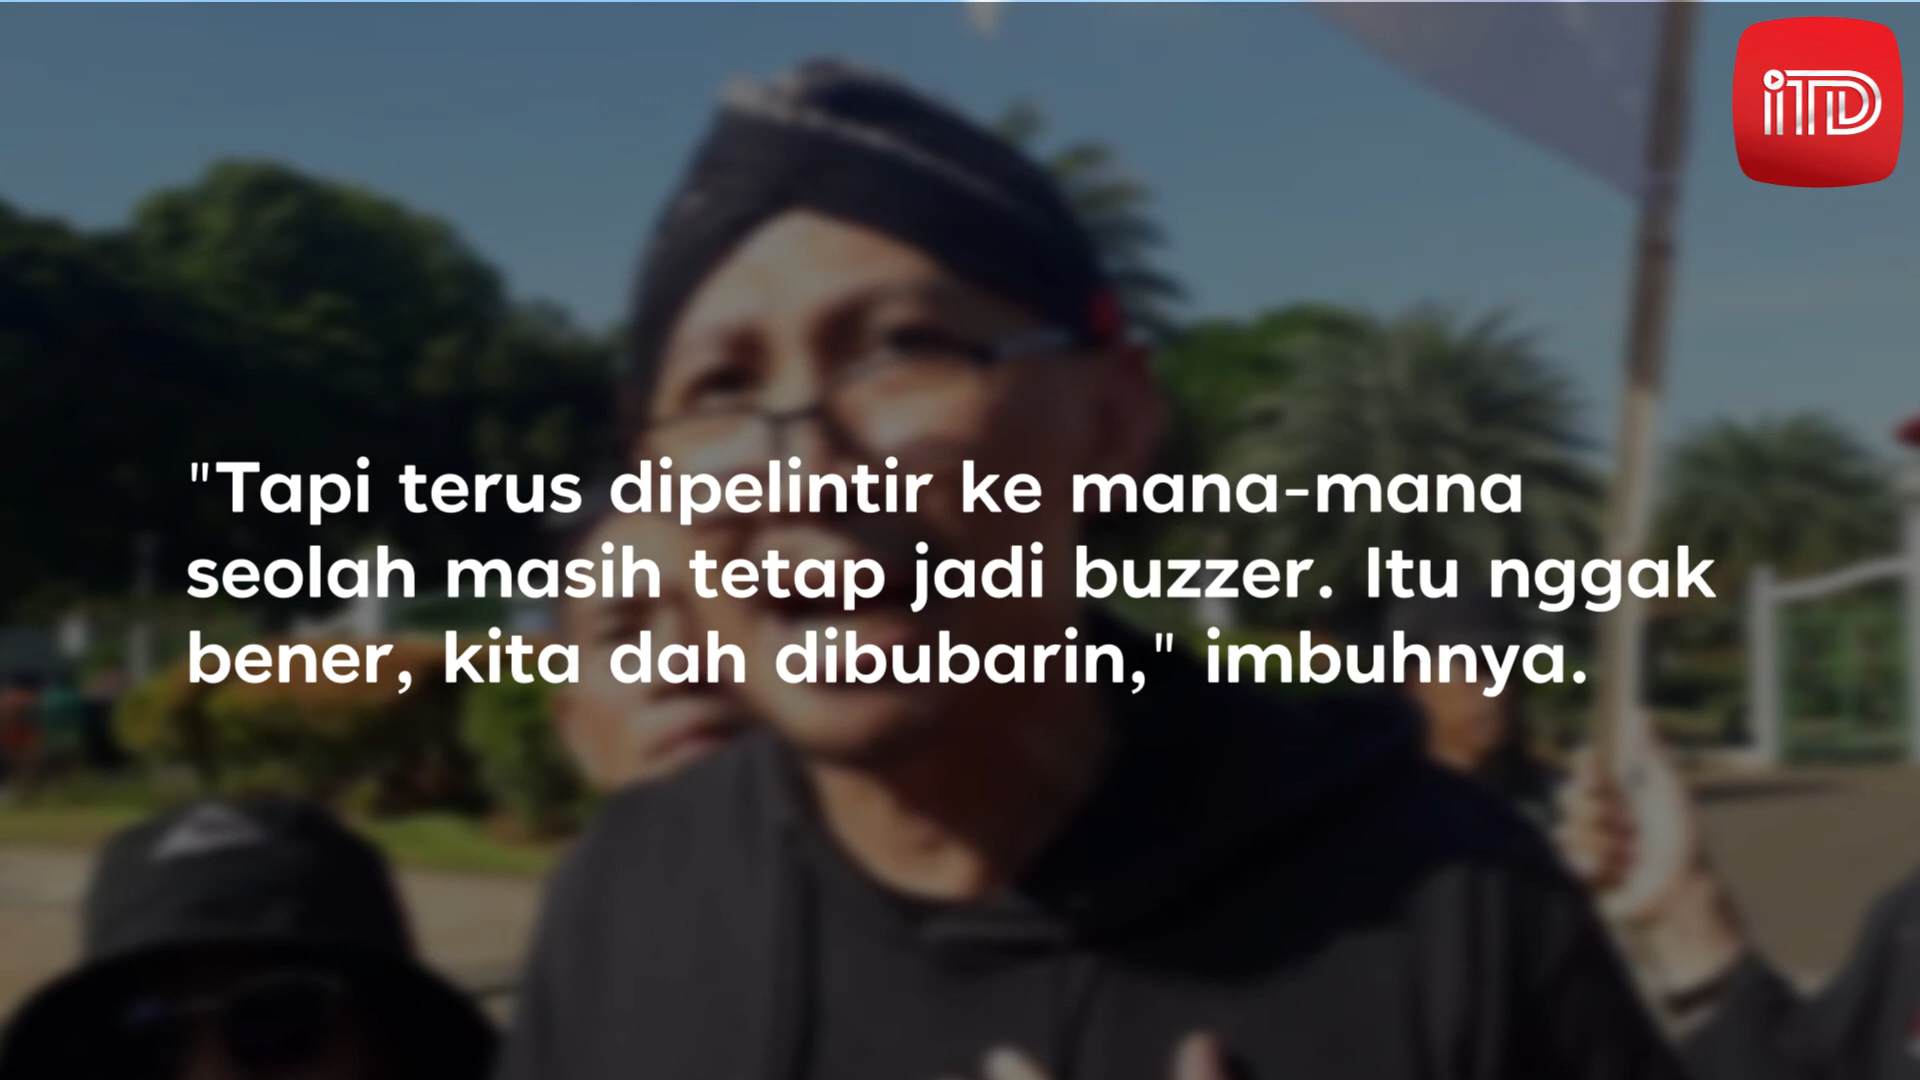 iTD
"Tapi terus dipelintir ke mana-mana
seolah masih tetap jadi buzzer. Itu nggak
bener, kita dah dibubarin," imbuhnya.